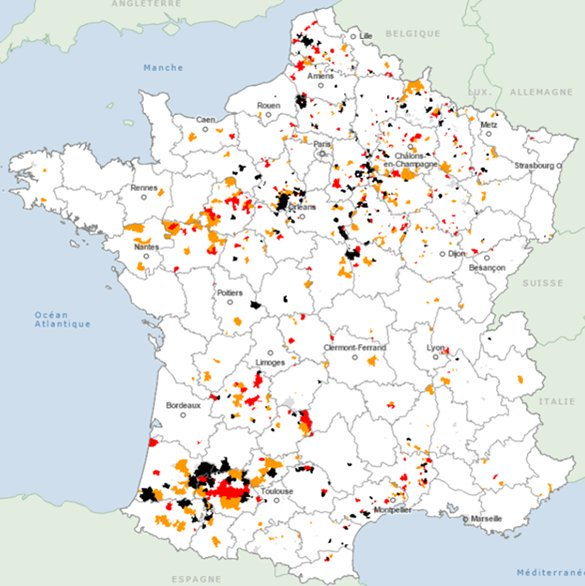 ANGLETERRE
BELGIQUE
Lille
Manche
Amiens
LUX.
ALLEMAGNE
Rouen
Caen
Metz
Paris
Châlons-
en-Champagne
Strasbourg
Rennes
Orléans
Nantes
Dijon
Besançon
SUISSE
Poitiers
Océan
Atlantique
Clermont-Ferrand
Lyon
Limoges
ITALIE
Bordeaux
Toulouse
Montpellier
Marseille
ESPAGNE
Méditerrané